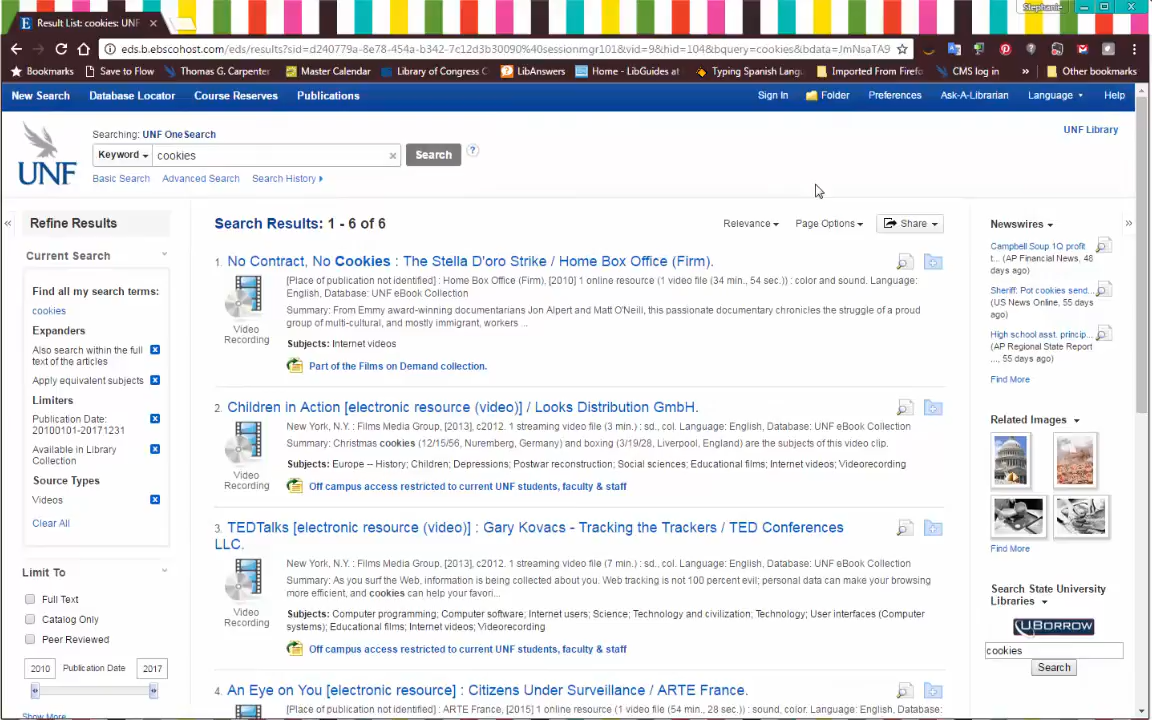 Result List: cookies: UNF
Stephanie
eds.b.ebscohost.com/eds/results?sid=d240779a-8e78-454a-b342-7c12d3b30090%40sessionmgr101&vid=9&hid=104&bquery=cookies&bdata=JmNsaTA9
Bookmarks Save to Flow Thomas G. Carpenter Master Calendar Library of Congress C LibAnswers Home - LibGuides at Typing Spanish Lang Imported From Firefo CMS log in » Other bookmarks
New Search Database Locator Course Reserves Publications Sign In Folder Preferences Ask-A-Librarian Language Help
Searching: UNF OneSearch
UNF Library
Keyword cookies Search
UNF
Basic Search Advanced Search Search History
Refine Results
Current Search
Find all my search terms:
cookies
Expanders
Also search within the full
text of the articles
Apply equivalent subjects
Limiters
Publication Date:
20100101-20171231
Available in Library
Collection
Source Types
Videos
Clear All
Limit To
Full Text
Catalog Only
Peer Reviewed
2010 Publication Date 2017
Show More
Search Results: 1 - 6 of 6
Relevance Page Options Share
1. No Contract, No Cookies : The Stella D'oro Strike / Home Box Office (Firm).
Video
Recording
[Place of publication not identified] : Home Box Office (Firm), [2010] 1 online resource (1 video file (34 min., 54 sec.)) : color and sound. Language:
English, Database: UNF eBook Collection
Summary: From Emmy award-winning documentarians Jon Alpert and Matt O'Neill, this passionate documentary chronicles the struggle of a proud
group of multi-cultural, and mostly immigrant, workers ...
Subjects: Internet videos
Part of the Films on Demand collection.
2. Children in Action [electronic resource (video)] / Looks Distribution GmbH.
Video
Recording
New York, N.Y. : Films Media Group, [2013], c2012. 1 streaming video file (3 min.) : sd., col. Language: English, Database: UNF eBook Collection
Summary: Christmas cookies (12/15/56, Nuremberg, Germany) and boxing (3/19/28, Liverpool, England) are the subjects of this video clip.
Subjects: Europe -- History; Children; Depressions; Postwar reconstruction; Social sciences; Educational films; Internet videos; Videorecording
Off campus access restricted to current UNF students, faculty & staff
3. TEDTalks [electronic resource (video)] : Gary Kovacs - Tracking the Trackers / TED Conferences
LLC.
Video
Recording
New York, N.Y. : Films Media Group, [2013], c2012. 1 streaming video file (7 min.) : sd., col. Language: English, Database: UNF eBook Collection
Summary: As you surf the Web, information is being collected about you. Web tracking is not 100 percent evil; personal data can make your browsing
more efficient, and cookies can help your favori...
Subjects: Computer programming; Computer software; Internet users; Science; Technology and civilization; Technology; User interfaces (Computer
systems); Educational films; Internet videos; Videorecording
Off campus access restricted to current UNF students, faculty & staff
4. An Eye on You [electronic resource] : Citizens Under Surveillance / ARTE France.
[Place of publication not identified] : ARTE France, [2015] 1 online resource (1 video file (54 min., 28 sec.)) : sound, color. Language: English, Database:
Newswires
Campbell Soup 1Q profit
t... (AP Financial News, 48
days ago)
Sheriff: Pot cookies send...
(US News Online, 55 days
ago)
High school asst. princip...
(AP Regional State Report
..., 55 days ago)
Find More
Related Images
Find More
Search State University
Libraries
UBORROW
cookies
Search